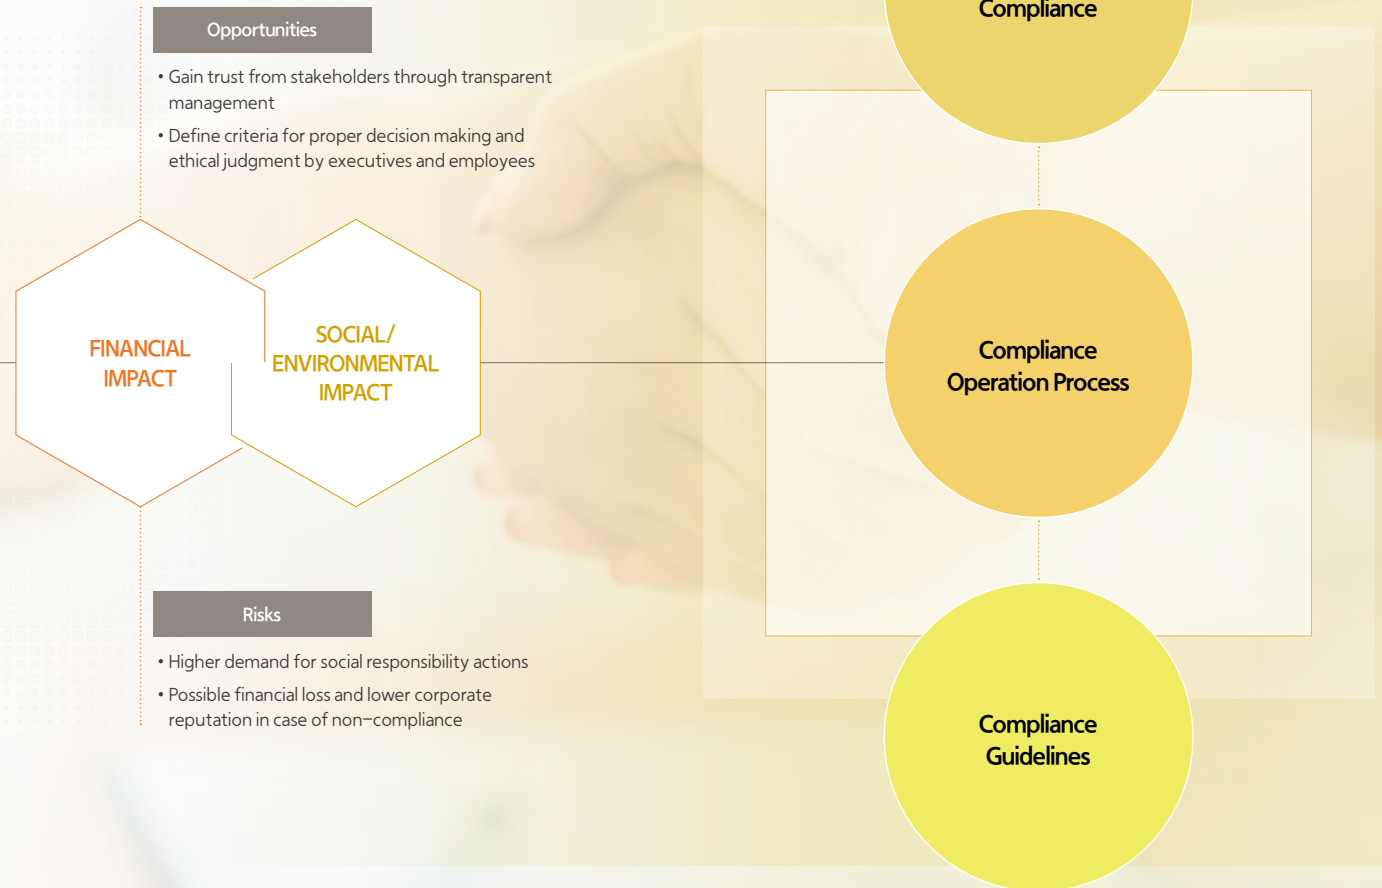 Opportunities
• Gain trust from stakeholders through transparent
management
• Define criteria for proper decision making and
ethical judgment by executives and employees
FINANCIAL
IMPACT
SOCIAL/
ENVIRONMENTAL
IMPACT
Risks
• Higher demand for social responsibility actions
• Possible financial loss and lower corporate
reputation in case of non-compliance
Compliance
Compliance
Operation Process
Compliance
Guidelines